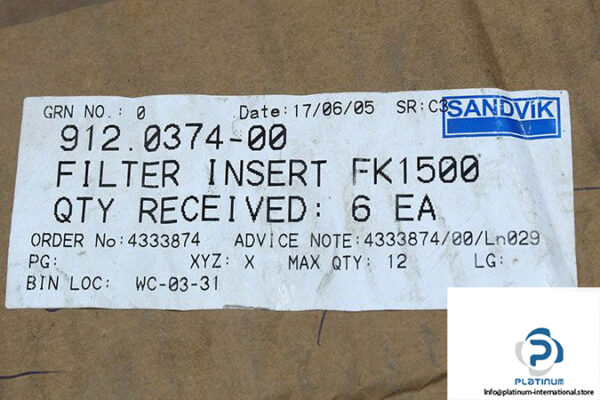 GRN NO.: 0 Date: 17/06/05 SR:C3
SANDVIK
912.0374-00
FILTER INSERT FK1500
QTY RECEIVED: 6 EA
ORDER No: 4333874 ADVICE NOTE: 4333874/00/Ln029
PG: XYZ: X MAX QTY: 12 LG:
BIN LOC: WC-03-31
PLATINUM
Info@platinum-international.store